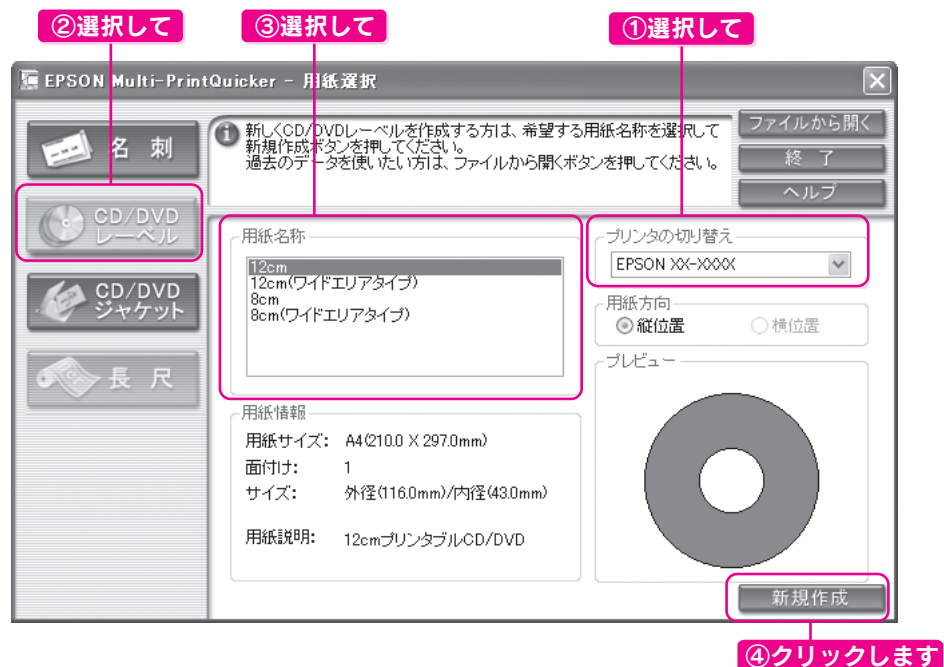 ②選択して
③選択して
①選択して
EPSON Multi-PrintQuicker - 用紙選択
名 刺
CD/DVD
レーベル
CD/DVD
ジャケット
長 尺
新しくCD/DVDレーベルを作成する方は、希望する用紙名称を選択して
新規作成ボタンを押してください。
過去のデータを使いたい方は、ファイルから開くボタンを押してください。
ファイルから開く
終 了
ヘルプ
用紙名称
12cm
12cm(ワイドエリアタイプ)
8cm
8cm(ワイドエリアタイプ)
プリンタの切り替え
EPSON XX-XXXX
用紙方向
縦位置 横位置
プレビュー
用紙情報
用紙サイズ: A4(210.0 X 297.0mm)
面付け: 1
サイズ: 外径(116.0mm)/内径(43.0mm)
用紙説明: 12cmプリンタブルCD/DVD
新規作成
④クリックします